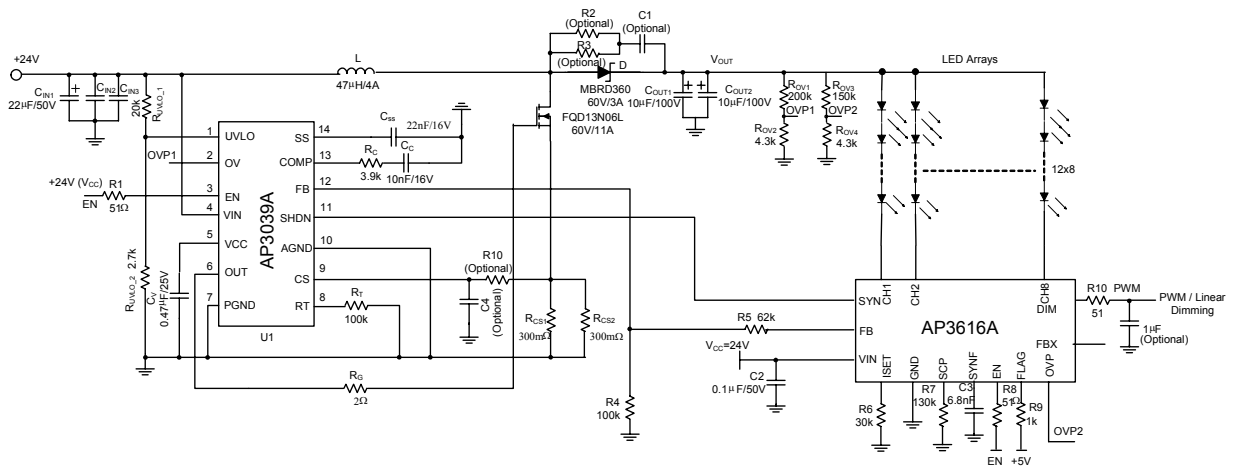 R2
(Optional)
C1
(Optional)
R3
(Optional)
+24V
L
47μH/4A
D
MBRD360
60V/3A
VOUT
LED Arrays
CIN1
22μF/50V
CIN2
CIN3
RUVLO_1
20k
COUT1
10μF/100V
COUT2
10μF/100V
ROV1
200k
OVP1
ROV2
4.3k
ROV3
150k
OVP2
ROV4
4.3k
FQD13N06L
60V/11A
12x8
OVP1
+24V (VCC)
EN
R1
51Ω
1
2
3
4
5
6
7
UVLO
OV
EN
VIN
VCC
OUT
PGND
AP3039A
U1
SS
COMP
FB
SHDN
AGND
CS
RT
14
13
12
11
10
9
8
Css
22nF/16V
RC
3.9k
CC
10nF/16V
RUVLO_2
2.7k
CV
0.47μF/25V
RT
100k
R10
(Optional)
C4
(Optional)
RCS1
300mΩ
RCS2
300mΩ
RG
2Ω
R4
100k
R5 62k
VCC=24V
C2
0.1μF/50V
SYN
FB
VIN
CH1
CH2
CH8
DIM
FBX
AP3616A
ISET
GND
SCP
SYNF
EN
FLAG
OVP
R10
51
PWM
PWM / Linear
Dimming
1μF
(Optional)
R6
30k
R7
130k
C3
6.8nF
R8
51Ω
R9
1k
EN
+5V
OVP2